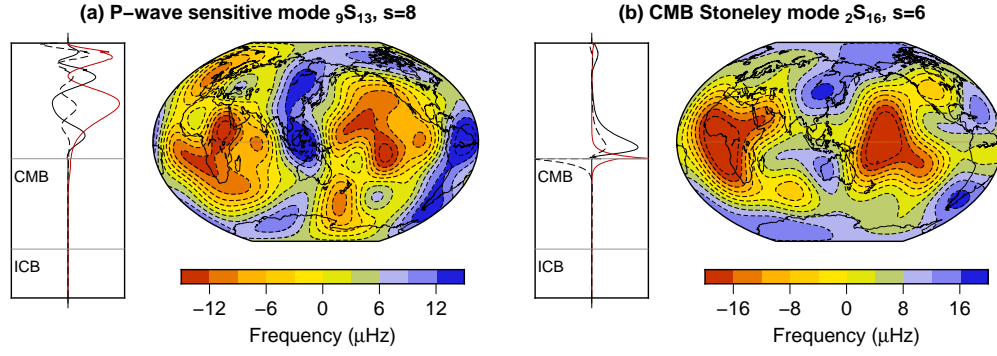 (a) P−wave sensitive mode ₉S₁₃, s=8
CMB
ICB
−12 −6 0 6 12
Frequency (μHz)
(b) CMB Stoneley mode ₂S₁₆, s=6
CMB
ICB
−16 −8 0 8 16
Frequency (μHz)